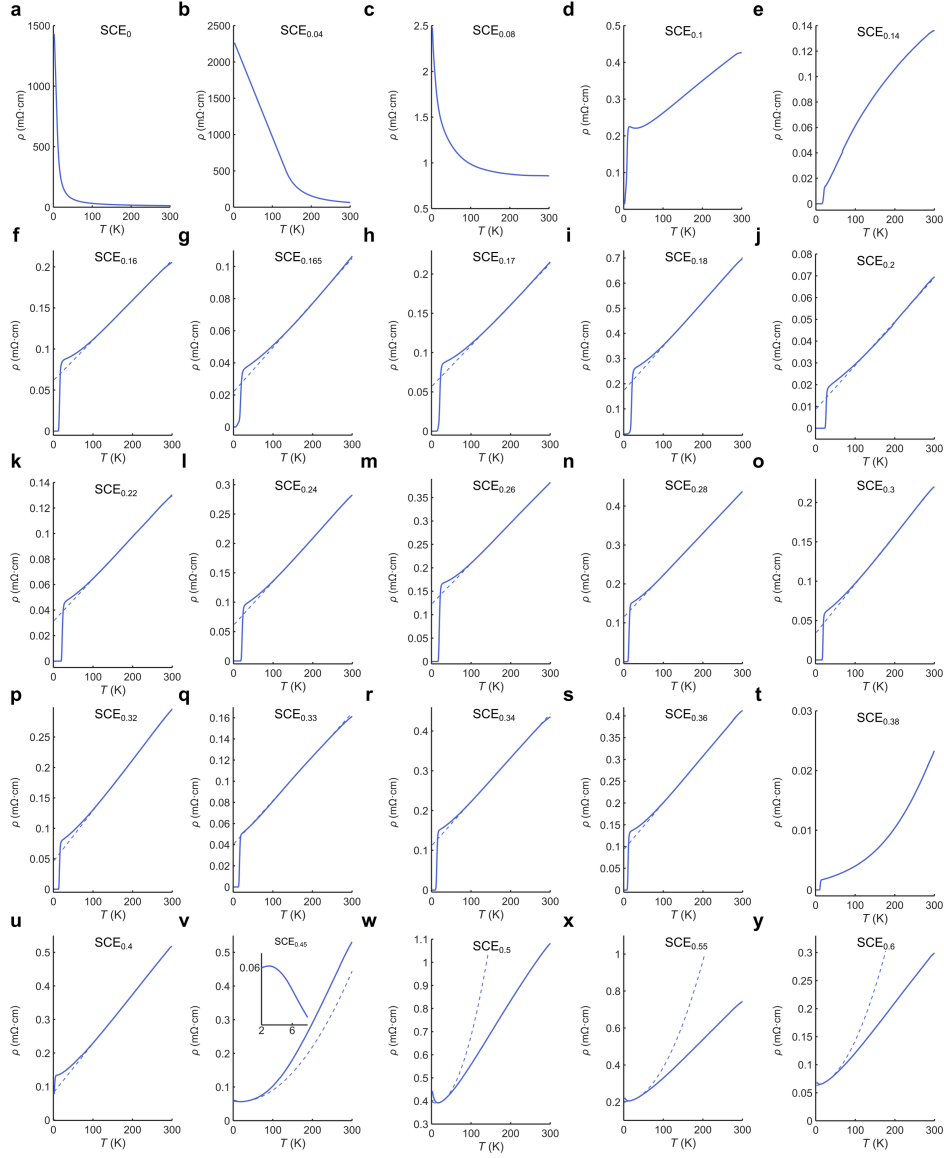 a
SCE0
1500
1000
500
0
ρ (mΩ·cm)
0 100 200 300
T (K)
b
SCE0.04
2500
2000
1500
1000
500
0
ρ (mΩ·cm)
0 100 200 300
T (K)
c
SCE0.08
2.5
2
1.5
1
0.5
ρ (mΩ·cm)
0 100 200 300
T (K)
d
SCE0.1
0.5
0.4
0.3
0.2
0.1
0
ρ (mΩ·cm)
0 100 200 300
T (K)
e
SCE0.14
0.14
0.12
0.10
0.08
0.06
0.04
0.02
0
ρ (mΩ·cm)
0 100 200 300
T (K)
f
SCE0.16
0.2
0.15
0.1
0.05
0
ρ (mΩ·cm)
0 100 200 300
T (K)
g
SCE0.165
0.1
0.08
0.06
0.04
0.02
0
ρ (mΩ·cm)
0 100 200 300
T (K)
h
SCE0.17
0.2
0.15
0.1
0.05
0
ρ (mΩ·cm)
0 100 200 300
T (K)
i
SCE0.18
0.7
0.6
0.5
0.4
0.3
0.2
0.1
0
ρ (mΩ·cm)
0 100 200 300
T (K)
j
SCE0.2
0.08
0.07
0.06
0.05
0.04
0.03
0.02
0.01
0
ρ (mΩ·cm)
0 100 200 300
T (K)
k
SCE0.22
0.14
0.12
0.1
0.08
0.06
0.04
0.02
0
ρ (mΩ·cm)
0 100 200 300
T (K)
l
SCE0.24
0.3
0.25
0.2
0.15
0.1
0.05
0
ρ (mΩ·cm)
0 100 200 300
T (K)
m
SCE0.26
0.35
0.3
0.25
0.2
0.15
0.1
0.05
0
ρ (mΩ·cm)
0 100 200 300
T (K)
n
SCE0.28
0.4
0.3
0.2
0.1
0
ρ (mΩ·cm)
0 100 200 300
T (K)
o
SCE0.3
0.2
0.15
0.1
0.05
0
ρ (mΩ·cm)
0 100 200 300
T (K)
p
SCE0.32
0.25
0.2
0.15
0.1
0.05
0
ρ (mΩ·cm)
0 100 200 300
T (K)
q
SCE0.33
0.16
0.14
0.12
0.1
0.08
0.06
0.04
0.02
0
ρ (mΩ·cm)
0 100 200 300
T (K)
r
SCE0.34
0.4
0.3
0.2
0.1
0
ρ (mΩ·cm)
0 100 200 300
T (K)
s
SCE0.36
0.4
0.35
0.3
0.25
0.2
0.15
0.1
0.05
0
ρ (mΩ·cm)
0 100 200 300
T (K)
t
SCE0.38
0.03
0.02
0.01
0
ρ (mΩ·cm)
0 100 200 300
T (K)
u
SCE0.4
0.5
0.4
0.3
0.2
0.1
0
ρ (mΩ·cm)
0 100 200 300
T (K)
v
SCE0.45
0.5
0.4
0.3
0.2
0.1
0
ρ (mΩ·cm)
0.06
2 6
0 100 200 300
T (K)
w
SCE0.5
1.1
1
0.9
0.8
0.7
0.6
0.5
0.4
0.3
ρ (mΩ·cm)
0 100 200 300
T (K)
x
SCE0.55
1
0.8
0.6
0.4
0.2
ρ (mΩ·cm)
0 100 200 300
T (K)
y
SCE0.6
0.3
0.2
0.1
0
ρ (mΩ·cm)
0 100 200 300
T (K)